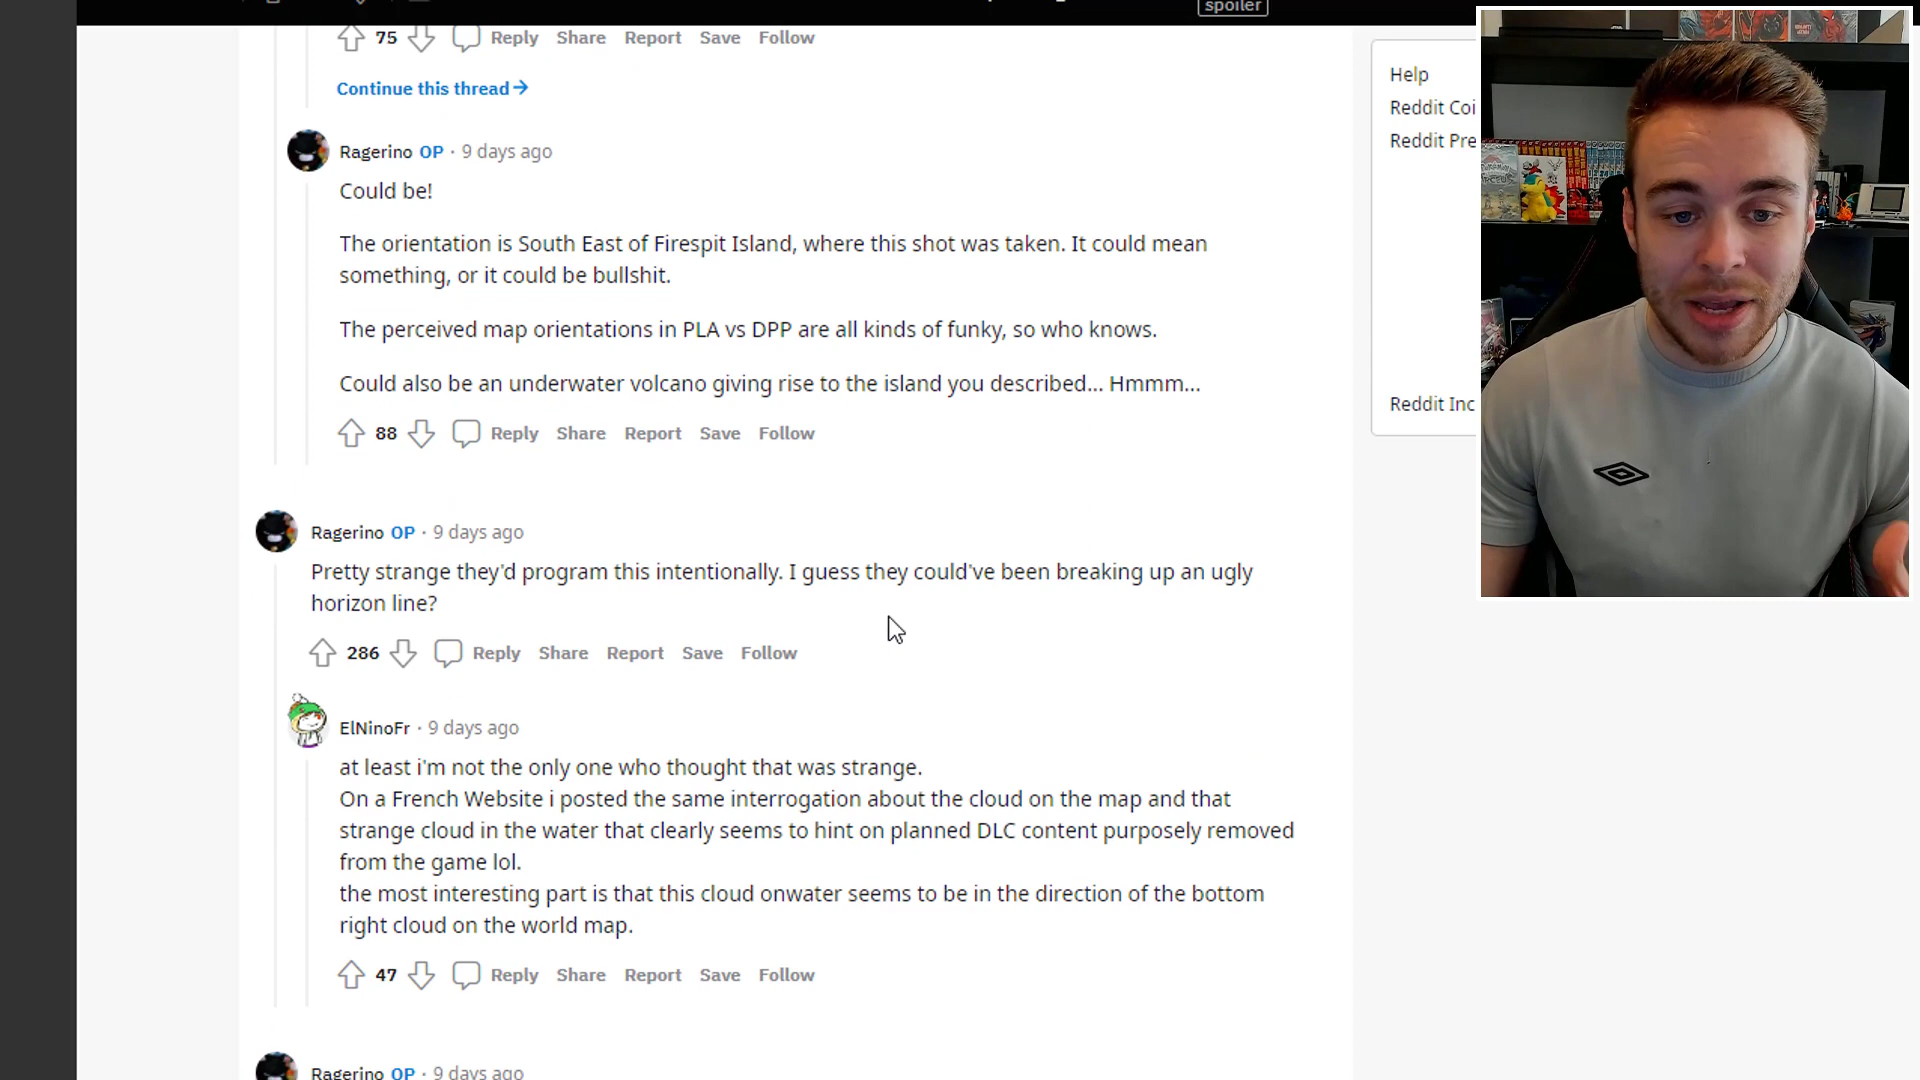 spoiler
75 Reply Share Report Save Follow
Continue this thread→
Ragerino OP · 9 days ago
Could be!
The orientation is South East of Firespit Island, where this shot was taken. It could mean
something, or it could be bullshit.
The perceived map orientations in PLA vs DPP are all kinds of funky, so who knows.
Could also be an underwater volcano giving rise to the island you described... Hmmm...
88 Reply Share Report Save Follow
Ragerino OP · 9 days ago
Pretty strange they'd program this intentionally. I guess they could've been breaking up an ugly
horizon line?
286 Reply Share Report Save Follow
ElNinoFr · 9 days ago
at least i'm not the only one who thought that was strange.
On a French Website i posted the same interrogation about the cloud on the map and that
strange cloud in the water that clearly seems to hint on planned DLC content purposely removed
from the game lol.
the most interesting part is that this cloud onwater seems to be in the direction of the bottom
right cloud on the world map.
47 Reply Share Report Save Follow
Ragerino OP · 9 days ago
Help
Reddit Coi
Reddit Pre
Reddit Inc